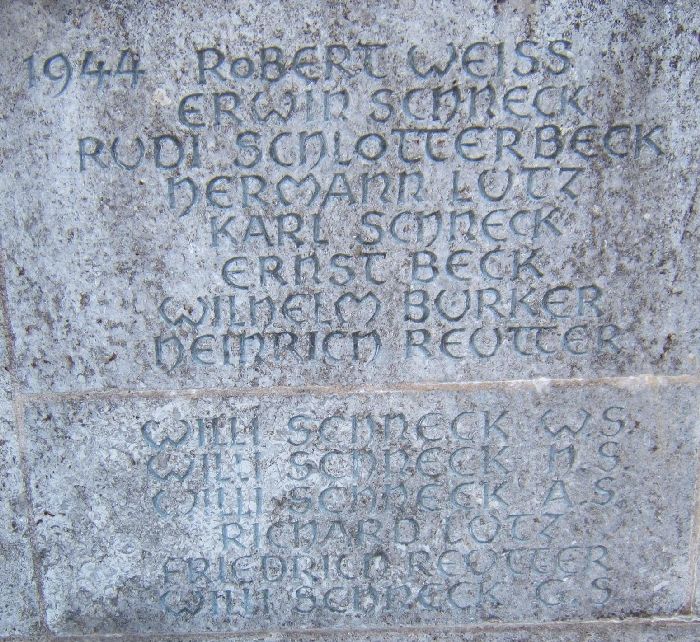 1944 ROBERT WEISS
ERWIN SCHNECK
RUDI SCHLOTTERBECK
HERMANN LUTZ
KARL SCHNECK
ERNST BECK
WILHELM BURKER
HEINRICH REUTTER
WILLI SCHNECK W.S.
WILLI SCHNECK H.S
WILLI SCHNECK A.S.
RICHARD LUTZ
FRIEDRICH REUTTER
WILLI SCHNECK G.S